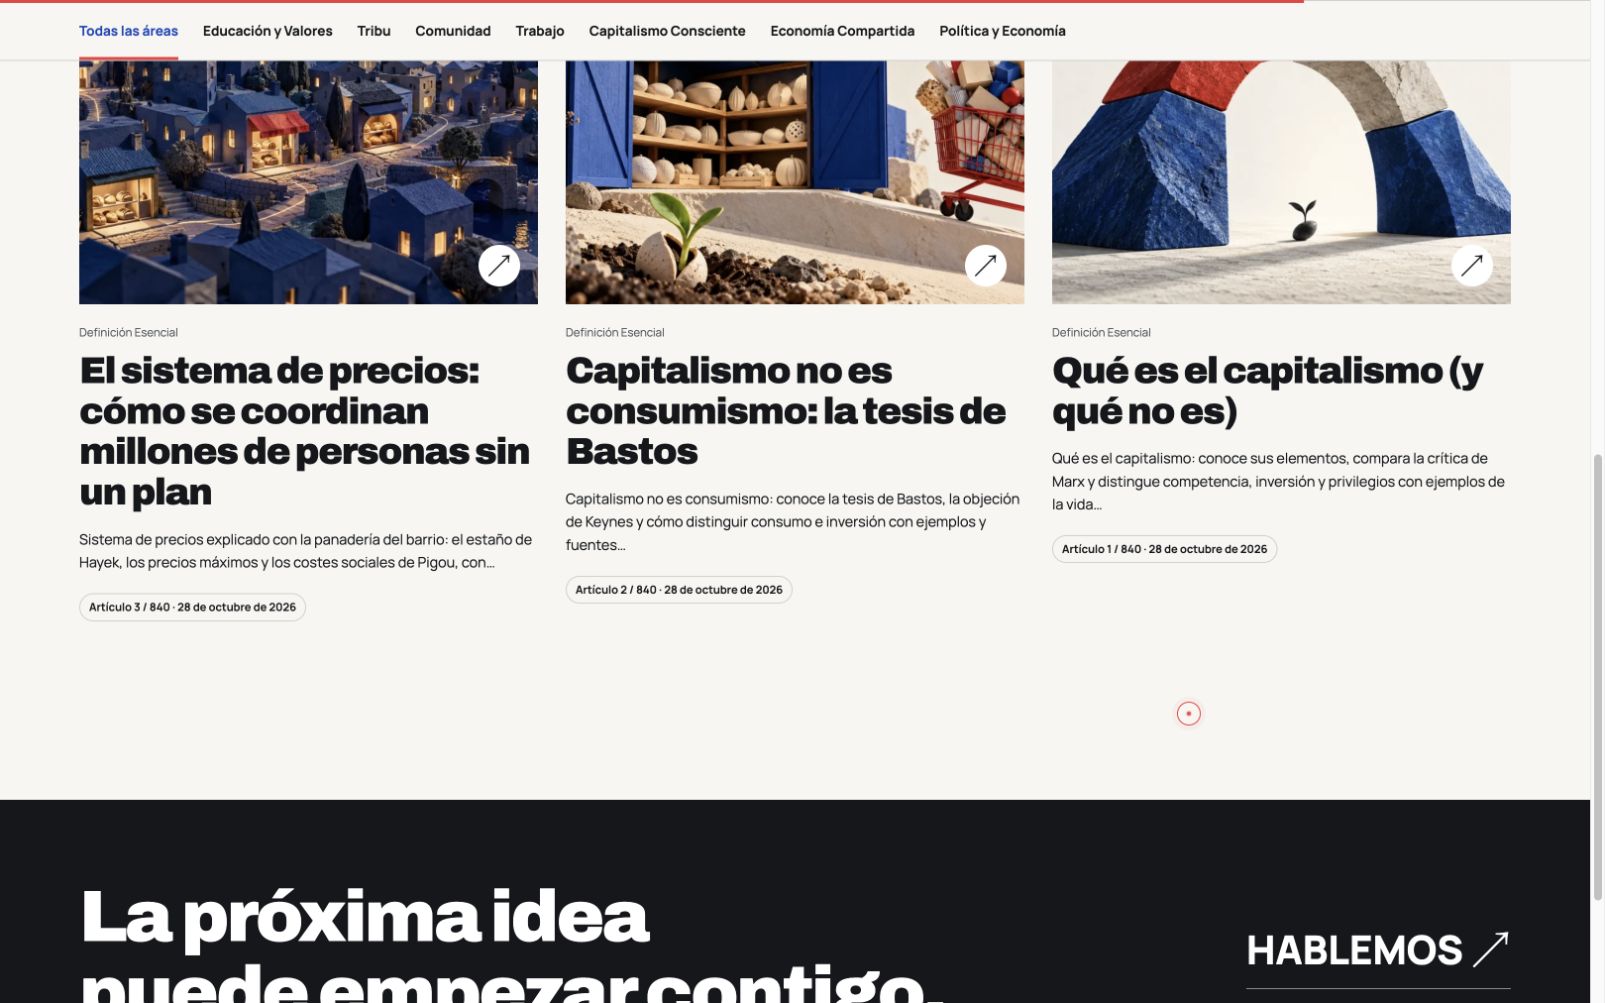 Todas las áreas
Educación y Valores
Tribu
Comunidad
Trabajo
Capitalismo Consciente
Economía Compartida
Política y Economía
Definición Esencial
El sistema de precios:
cómo se coordinan
millones de personas sin
un plan
Sistema de precios explicado con la panadería del barrio: el estaño de
Hayek, los precios máximos y los costes sociales de Pigou, con...
Artículo 3 / 840 · 28 de octubre de 2026
Definición Esencial
Capitalismo no es
consumismo: la tesis de
Bastos
Capitalismo no es consumismo: conoce la tesis de Bastos, la objeción
de Keynes y cómo distinguir consumo e inversión con ejemplos y
fuentes...
Artículo 2 / 840 · 28 de octubre de 2026
Definición Esencial
Qué es el capitalismo (y
qué no es)
Qué es el capitalismo: conoce sus elementos, compara la crítica de
Marx y distingue competencia, inversión y privilegios con ejemplos de
la vida...
Artículo 1 / 840 · 28 de octubre de 2026
La próxima idea
puede empezar contigo.
HABLEMOS